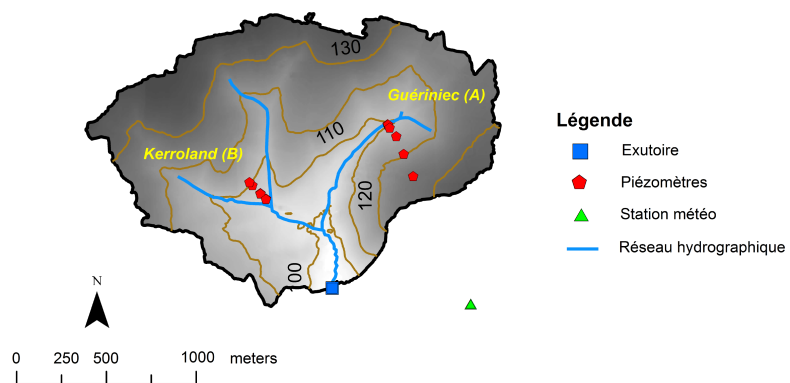 130
Guériniec (A)
110
Kerroland (B)
120
100
Légende
Exutoire
Piézomètres
Station météo
Réseau hydrographique
N
0 250 500 1000 meters